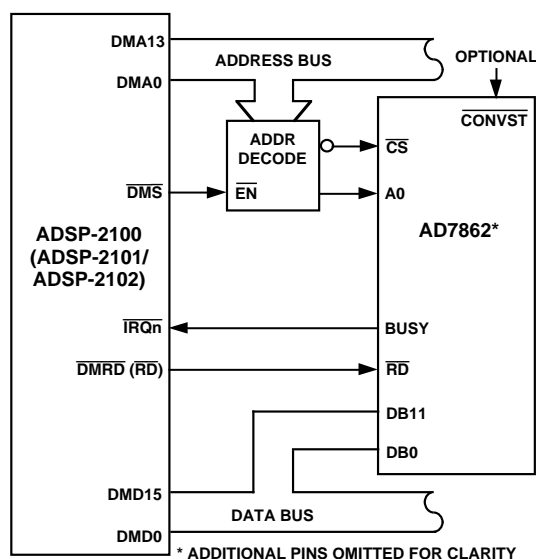 DMA13
ADDRESS BUS
OPTIONAL
DMA0
CONVST
ADDR
DECODE
CS
DMS
EN
A0
ADSP-2100
(ADSP-2101/
ADSP-2102)
AD7862*
IRQn
BUSY
DMRD (RD)
RD
DB11
DB0
DMD15
DATA BUS
DMD0
* ADDITIONAL PINS OMITTED FOR CLARITY